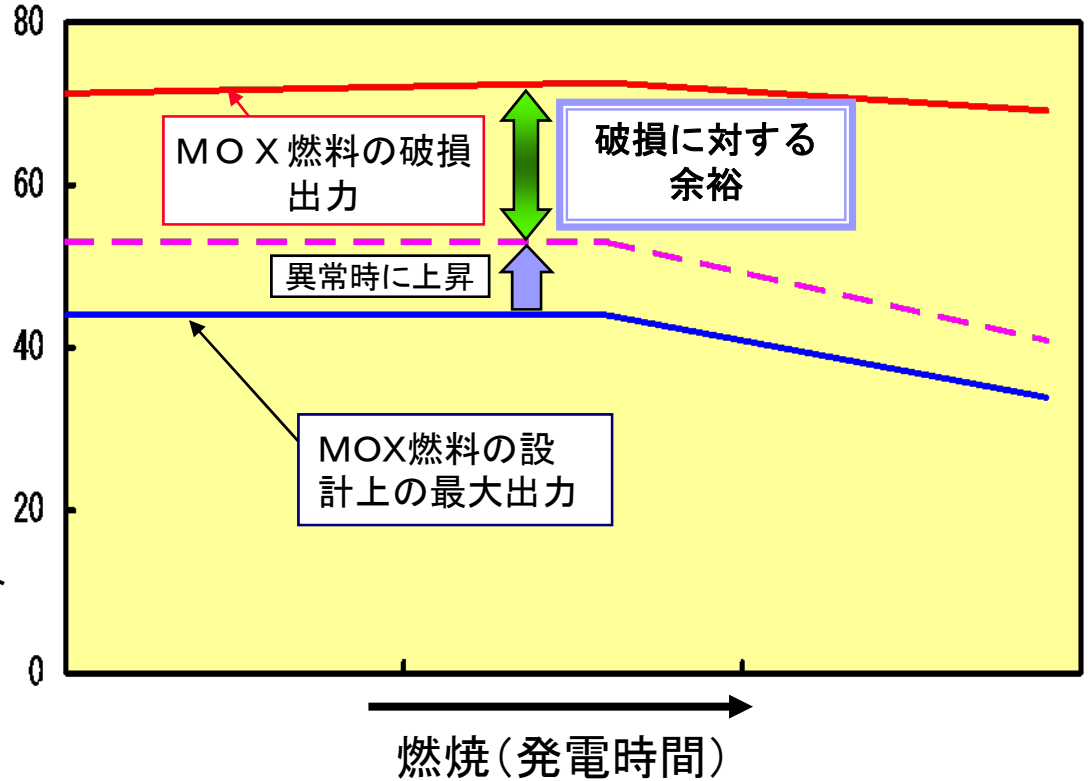 80
60
40
20
0
ＭＯＸ燃料の破損
出力
破損に対する
余裕
異常時に上昇
MOX燃料の設
計上の最大出力
燃焼（発電時間）